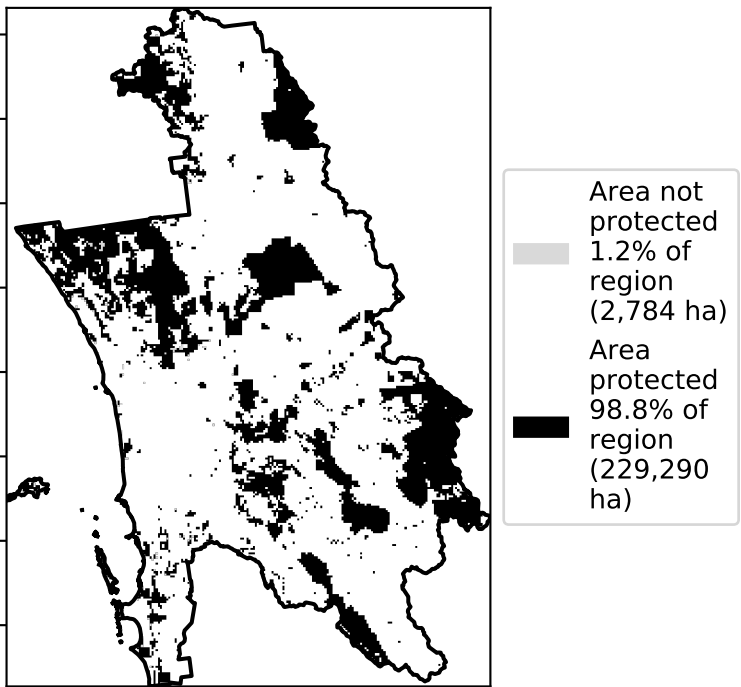 Area not
protected
1.2% of
region
(2,784 ha)
Area
protected
98.8% of
region
(229,290
ha)